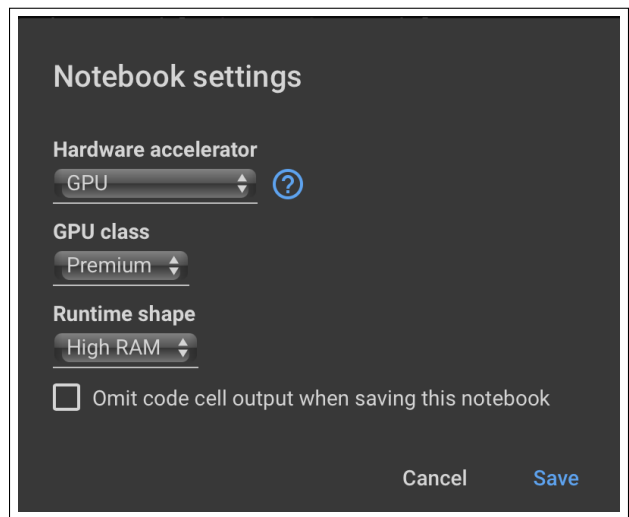 Notebook settings
Hardware accelerator
GPU ?
GPU class
Premium
Runtime shape
High RAM
Omit code cell output when saving this notebook
Cancel Save